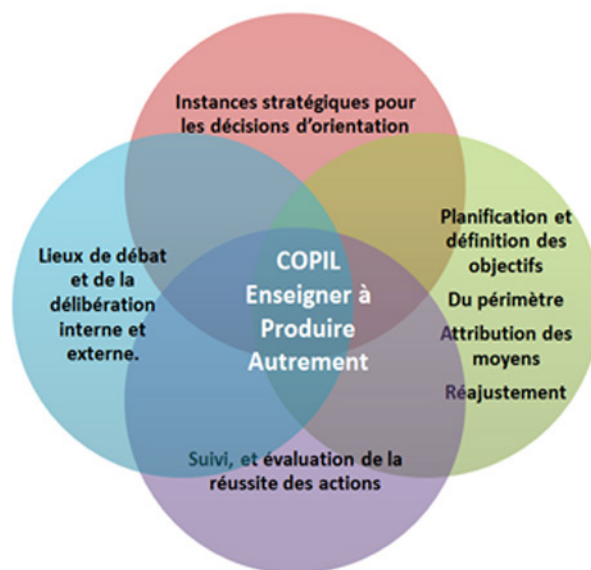 Instances stratégiques pour
les décisions d'orientation
Lieux de débat
et de la
délibération
interne et
externe.
COPIL
Enseigner à
Produire
Autrement
Planification et
définition des
objectifs
Du périmètre
Attribution des
moyens
Réajustement
Suivi, et évaluation de la
réussite des actions